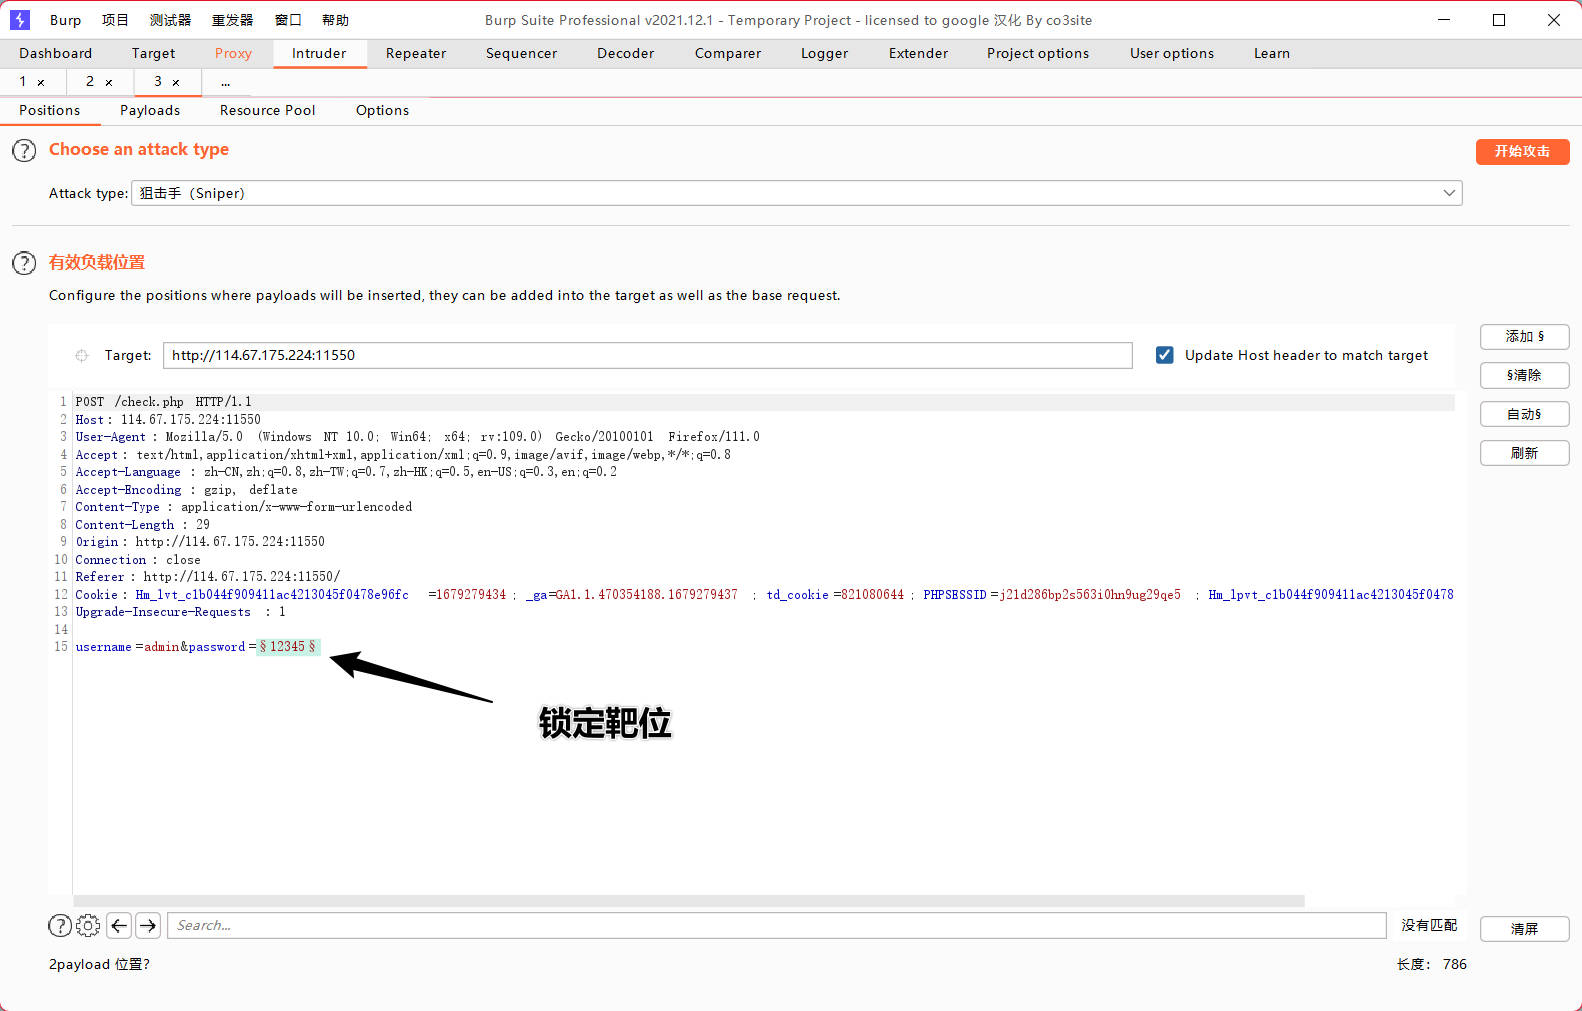 Burp 项目 测试器 重发器 窗口 帮助 Burp Suite Professional v2021.12.1 - Temporary Project - licensed to google 汉化 By co3site
Dashboard Target Proxy Intruder Repeater Sequencer Decoder Comparer Logger Extender Project options User options Learn
1 × 2 × 3 × ...
Positions Payloads Resource Pool Options
? Choose an attack type
开始攻击
Attack type: 狙击手（Sniper）
? 有效负载位置
Configure the positions where payloads will be inserted, they can be added into the target as well as the base request.
添加 §
Target: http://114.67.175.224:11550 Update Host header to match target
§清除
自动§
刷新
1 POST /check.php HTTP/1.1
2 Host: 114.67.175.224:11550
3 User-Agent: Mozilla/5.0 (Windows NT 10.0; Win64; x64; rv:109.0) Gecko/20100101 Firefox/111.0
4 Accept: text/html,application/xhtml+xml,application/xml;q=0.9,image/avif,image/webp,*/*;q=0.8
5 Accept-Language: zh-CN,zh;q=0.8,zh-TW;q=0.7,zh-HK;q=0.5,en-US;q=0.3,en;q=0.2
6 Accept-Encoding: gzip, deflate
7 Content-Type: application/x-www-form-urlencoded
8 Content-Length: 29
9 Origin: http://114.67.175.224:11550
10 Connection: close
11 Referer: http://114.67.175.224:11550/
12 Cookie: Hm_lvt_c1b044f909411ac4213045f0478e96fc=1679279434; _ga=GA1.1.470354188.1679279437; td_cookie=821080644; PHPSESSID=j21d286bp2s563i0hn9ug29qe5; Hm_lpvt_c1b044f909411ac4213045f0478
13 Upgrade-Insecure-Requests: 1
14
15 username=admin&password=§12345§
锁定靶位
? Search... 没有匹配 清屏
2payload 位置? 长度: 786